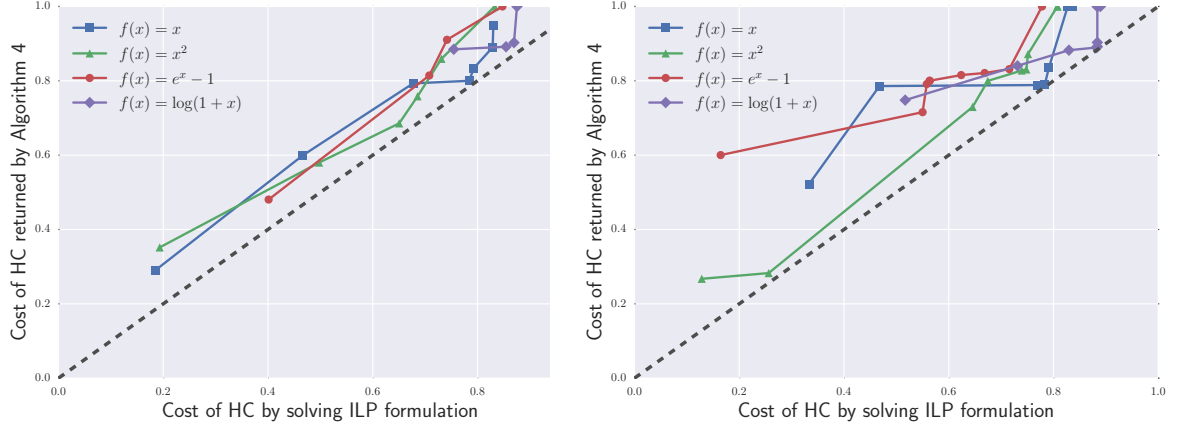 Cost of HC returned by Algorithm 4
1.0
0.8
0.6
0.4
0.2
0.0
f(x) = x
f(x) = x²
f(x) = eˣ − 1
f(x) = log(1 + x)
0.0 0.2 0.4 0.6 0.8
Cost of HC by solving ILP formulation
Cost of HC returned by Algorithm 4
1.0
0.8
0.6
0.4
0.2
0.0
f(x) = x
f(x) = x²
f(x) = eˣ − 1
f(x) = log(1 + x)
0.0 0.2 0.4 0.6 0.8 1.0
Cost of HC by solving ILP formulation